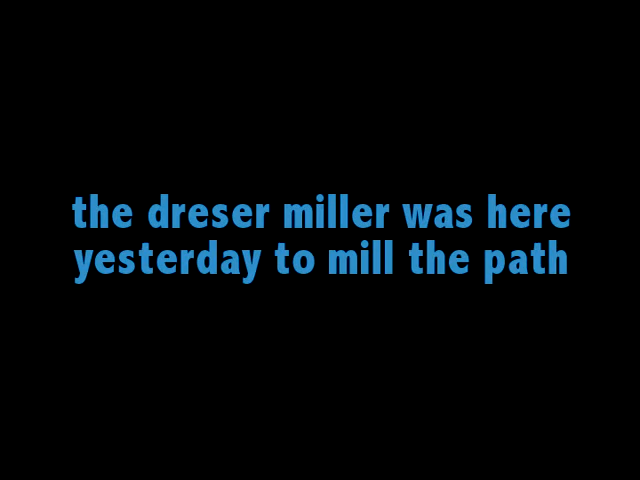 the dreser miller was here
yesterday to mill the path